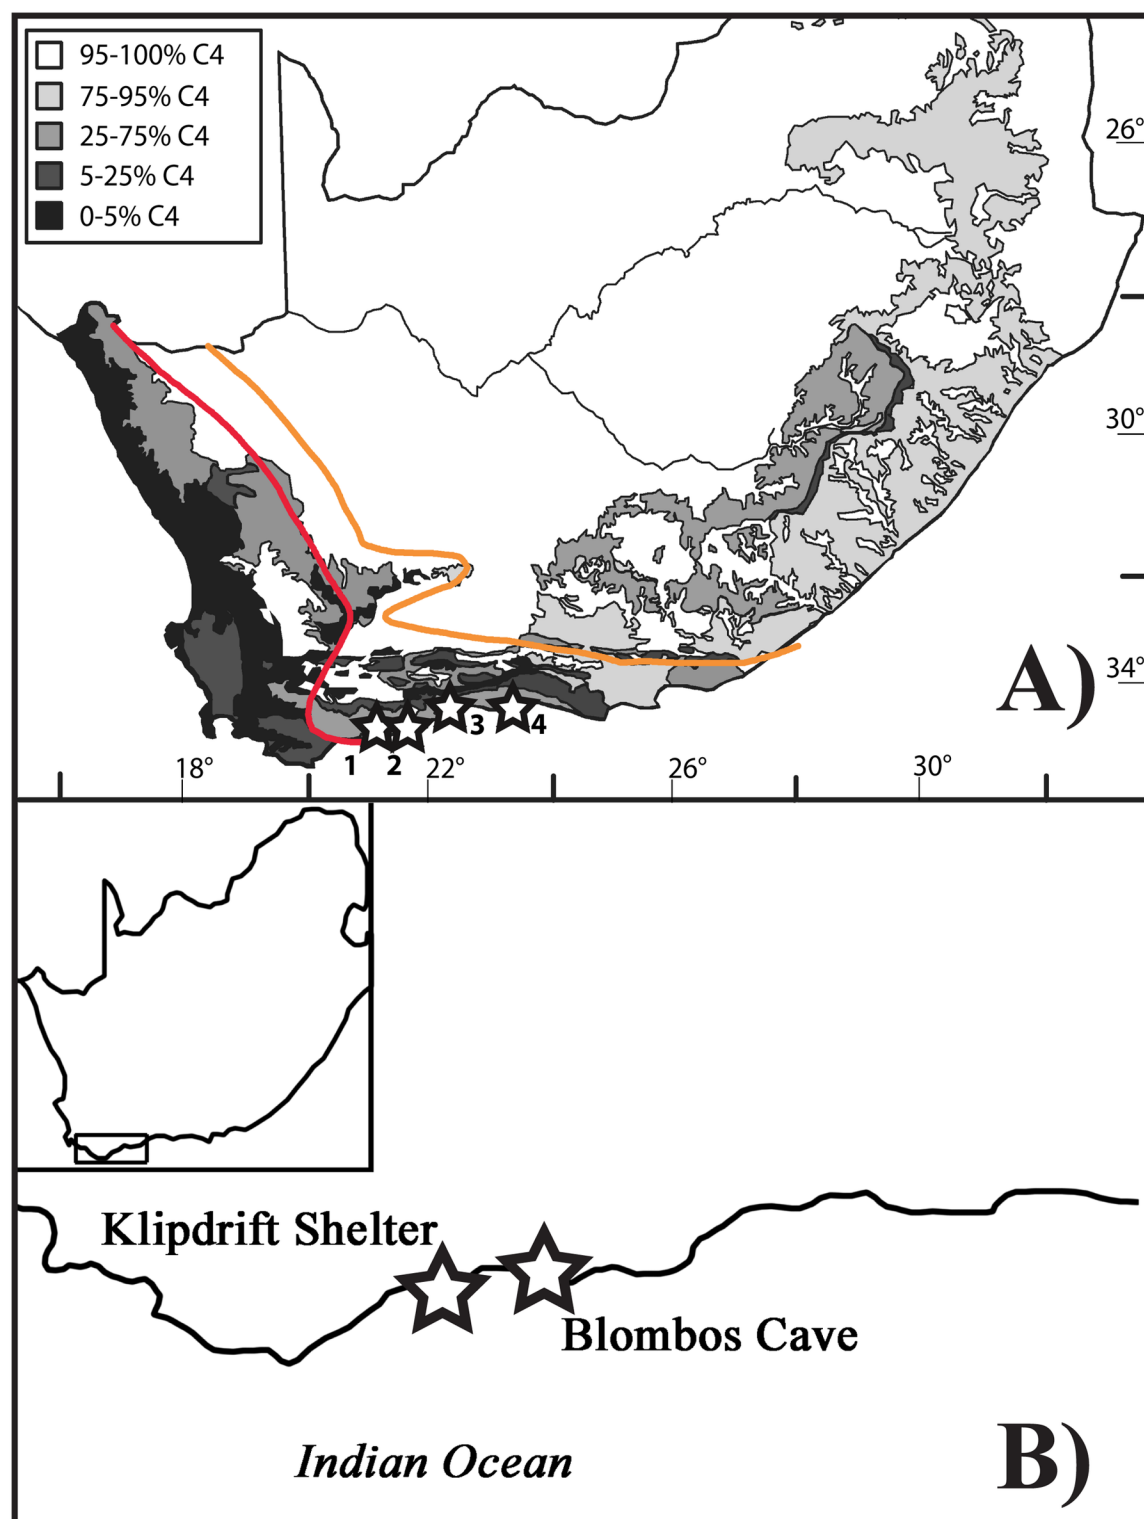 95-100% C4
75-95% C4
25-75% C4
5-25% C4
0-5% C4
26°
30°
A)
34°
3
4
1
2
18°
22°
26°
30°
Klipdrift Shelter
Blombos Cave
Indian Ocean
B)